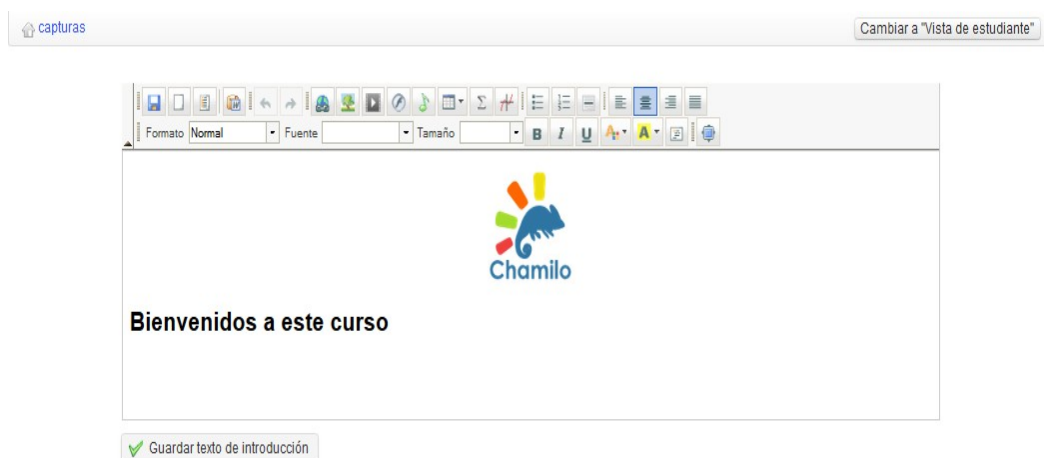 capturas
Cambiar a "Vista de estudiante"
Formato Normal Fuente Tamaño
B I U A A
Chamilo
Bienvenidos a este curso
Guardar texto de introducción